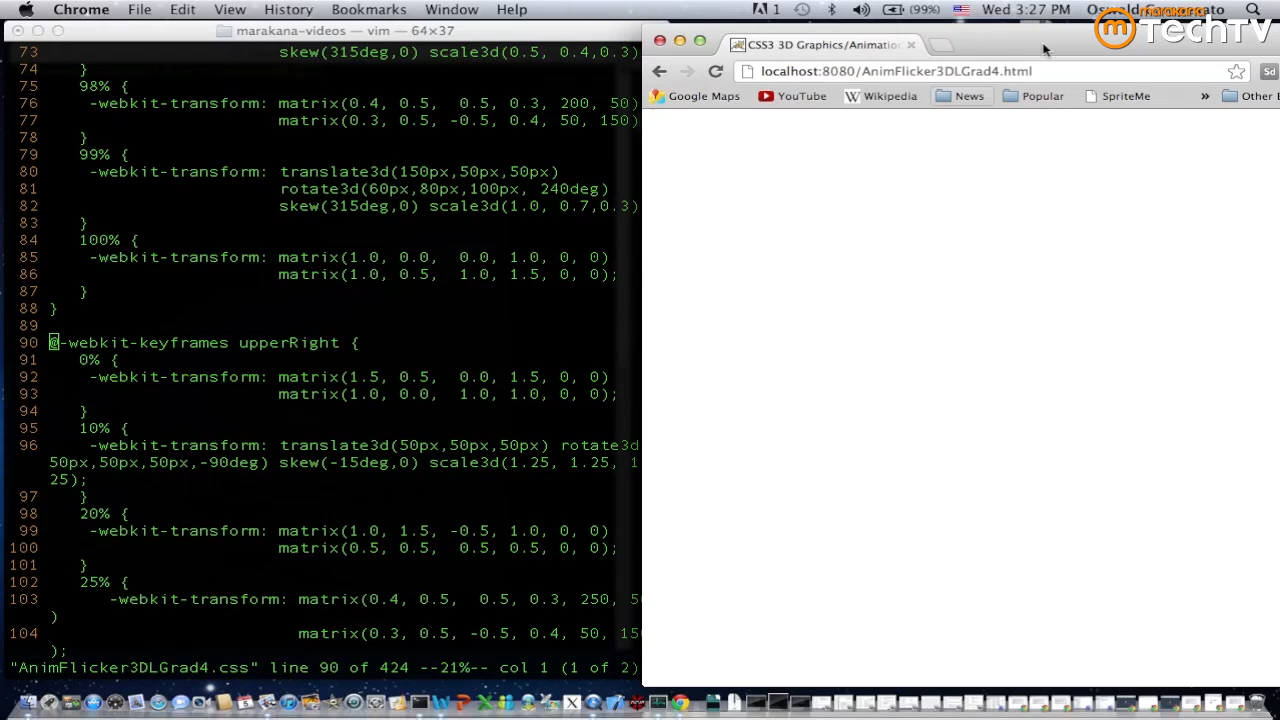 Chrome File Edit View History Bookmarks Window Help
1 (99%) Wed 3:27 PM
marakana
TechTV
marakana-videos — vim — 64×37
73 skew(315deg,0) scale3d(0.5, 0.4,0.3)
74 }
75 98% {
76 -webkit-transform: matrix(0.4, 0.5, 0.5, 0.3, 200, 50)
77 matrix(0.3, 0.5, -0.5, 0.4, 50, 150)
78 }
79 99% {
80 -webkit-transform: translate3d(150px,50px,50px)
81 rotate3d(60px,80px,100px, 240deg)
82 skew(315deg,0) scale3d(1.0, 0.7,0.3)
83 }
84 100% {
85 -webkit-transform: matrix(1.0, 0.0, 0.0, 1.0, 0, 0)
86 matrix(1.0, 0.5, 1.0, 1.5, 0, 0);
87 }
88 }
89
90 @-webkit-keyframes upperRight {
91 0% {
92 -webkit-transform: matrix(1.5, 0.5, 0.0, 1.5, 0, 0)
93 matrix(1.0, 0.0, 1.0, 1.0, 0, 0);
94 }
95 10% {
96 -webkit-transform: translate3d(50px,50px,50px) rotate3d
50px,50px,50px,-90deg) skew(-15deg,0) scale3d(1.25, 1.25, 1
25);
97 }
98 20% {
99 -webkit-transform: matrix(1.0, 1.5, -0.5, 1.0, 0, 0)
100 matrix(0.5, 0.5, 0.5, 0.5, 0, 0);
101 }
102 25% {
103 -webkit-transform: matrix(0.4, 0.5, 0.5, 0.3, 250, 5
)
104 matrix(0.3, 0.5, -0.5, 0.4, 50, 15
);
"AnimFlicker3DLGrad4.css" line 90 of 424 --21%-- col 1 (1 of 2)
CSS3 3D Graphics/Animation
localhost:8080/AnimFlicker3DLGrad4.html
Sd
Google Maps YouTube Wikipedia News Popular SpriteMe » Other